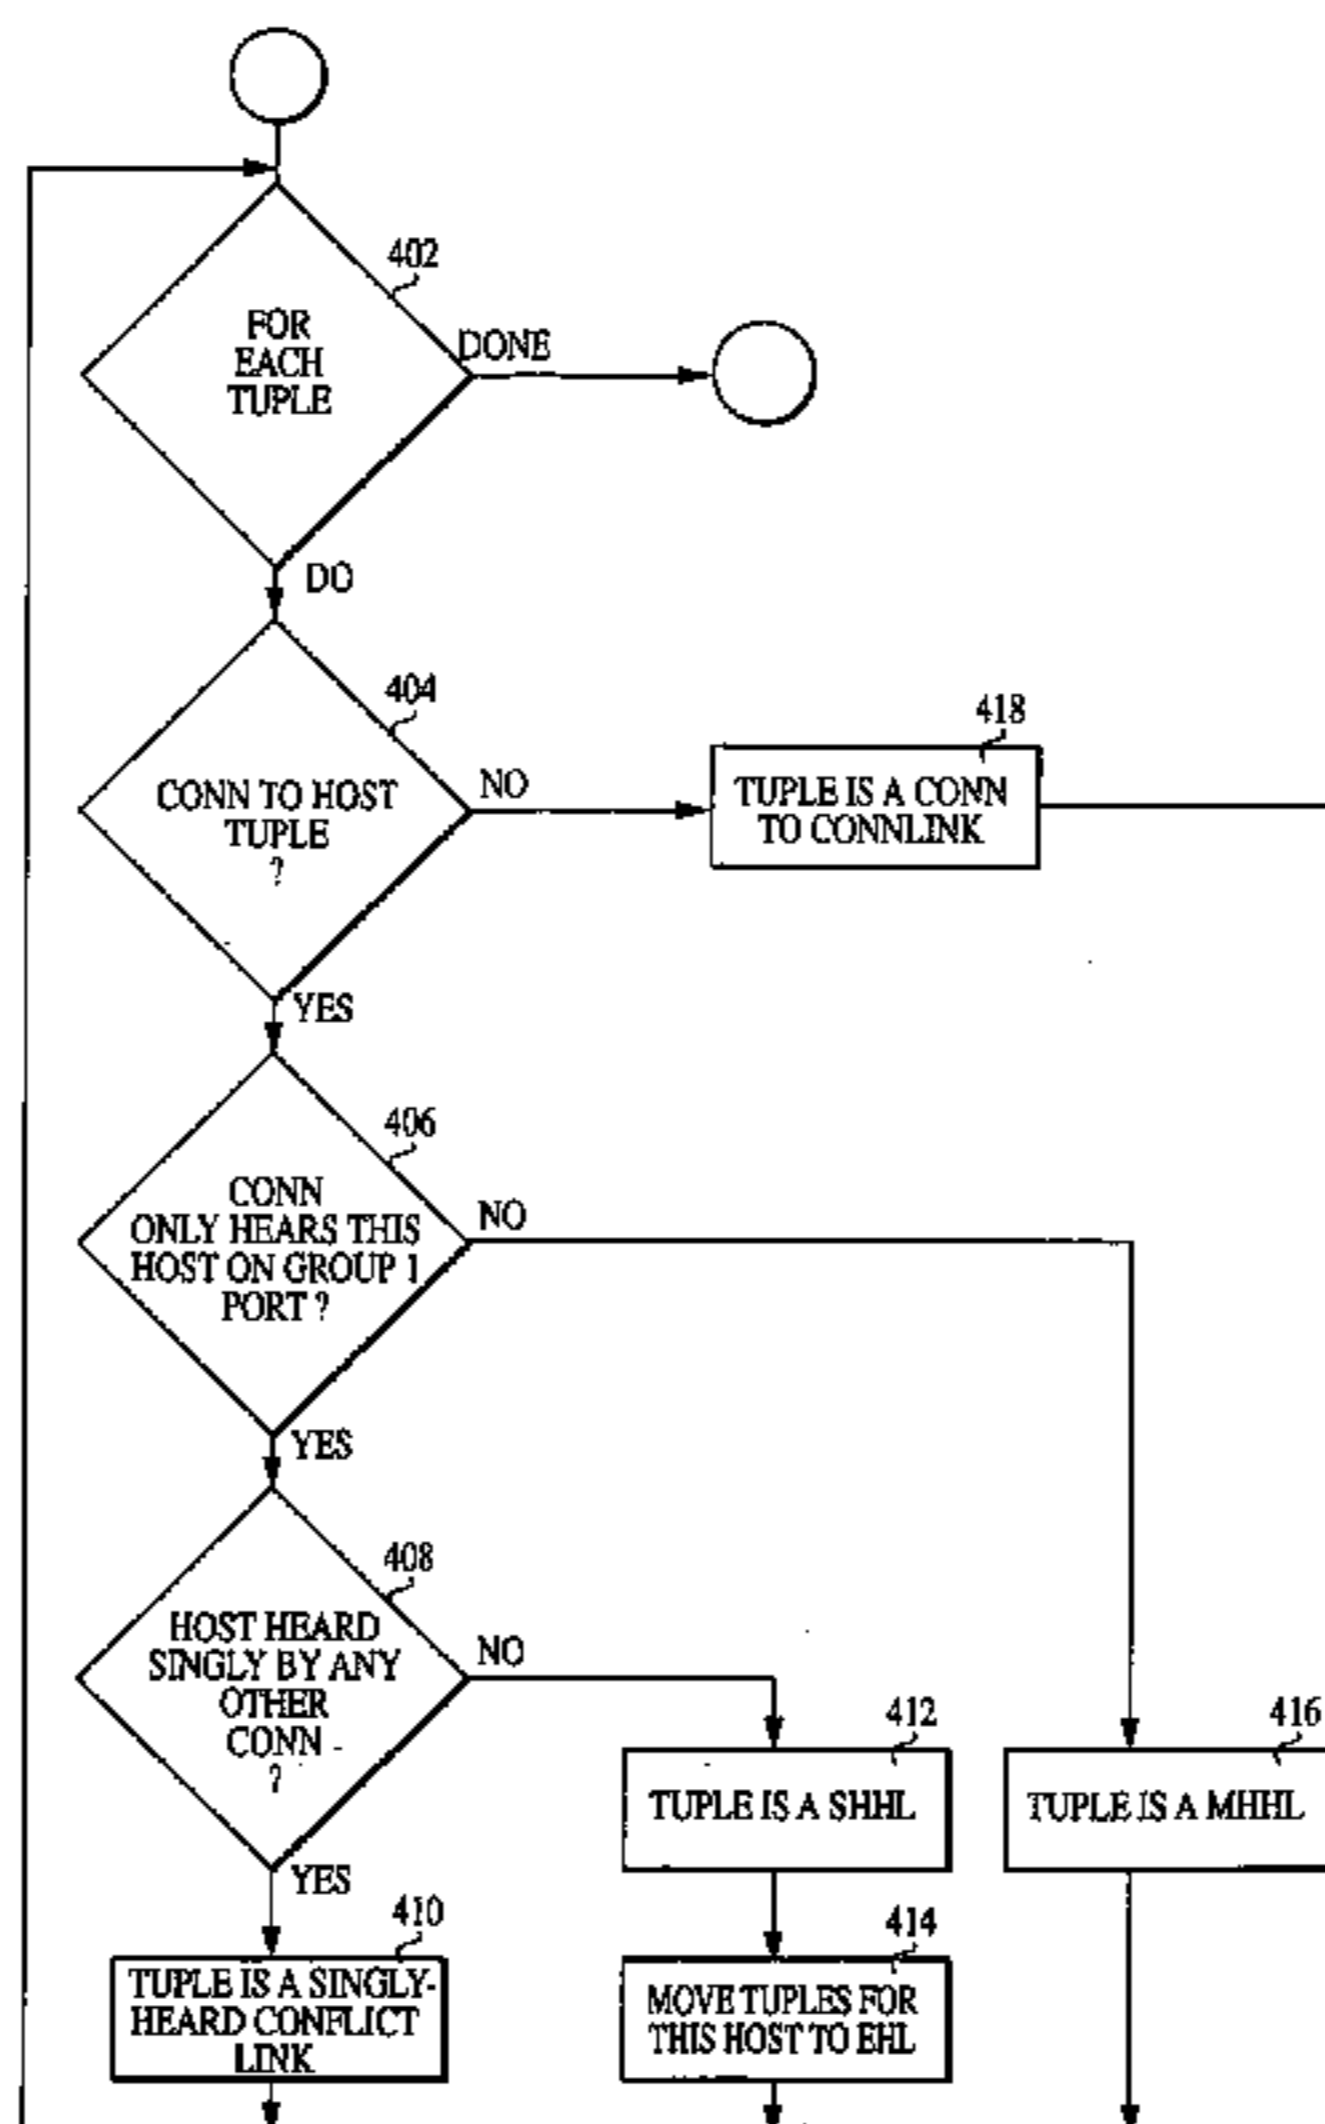 402
FOR
EACH
TUPLE
DONE
DO
404
CONN TO HOST
TUPLE
?
NO
418
TUPLE IS A CONN
TO CONNLINK
YES
406
CONN
ONLY HEARS THIS
HOST ON GROUP 1
PORT ?
NO
YES
408
HOST HEARD
SINGLY BY ANY
OTHER
CONN
?
NO
412
TUPLE IS A SHHL
416
TUPLE IS A MHHL
YES
410
TUPLE IS A SINGLY-
HEARD CONFLICT
LINK
414
MOVE TUPLES FOR
THIS HOST TO EHL